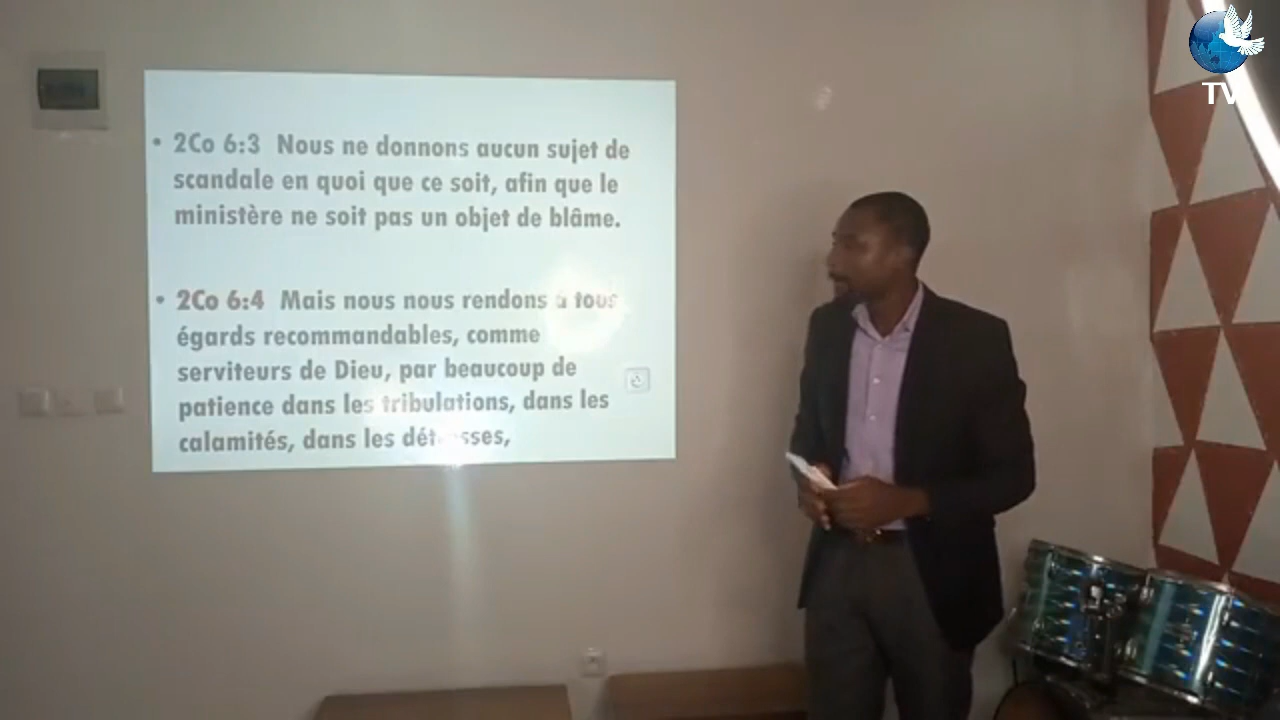 • 2Co 6:3 Nous ne donnons aucun sujet de
scandale en quoi que ce soit, afin que le
ministère ne soit pas un objet de blâme.
• 2Co 6:4 Mais nous nous rendons à tous
égards recommandables, comme
serviteurs de Dieu, par beaucoup de
patience dans les tribulations, dans les
calamités, dans les
TV